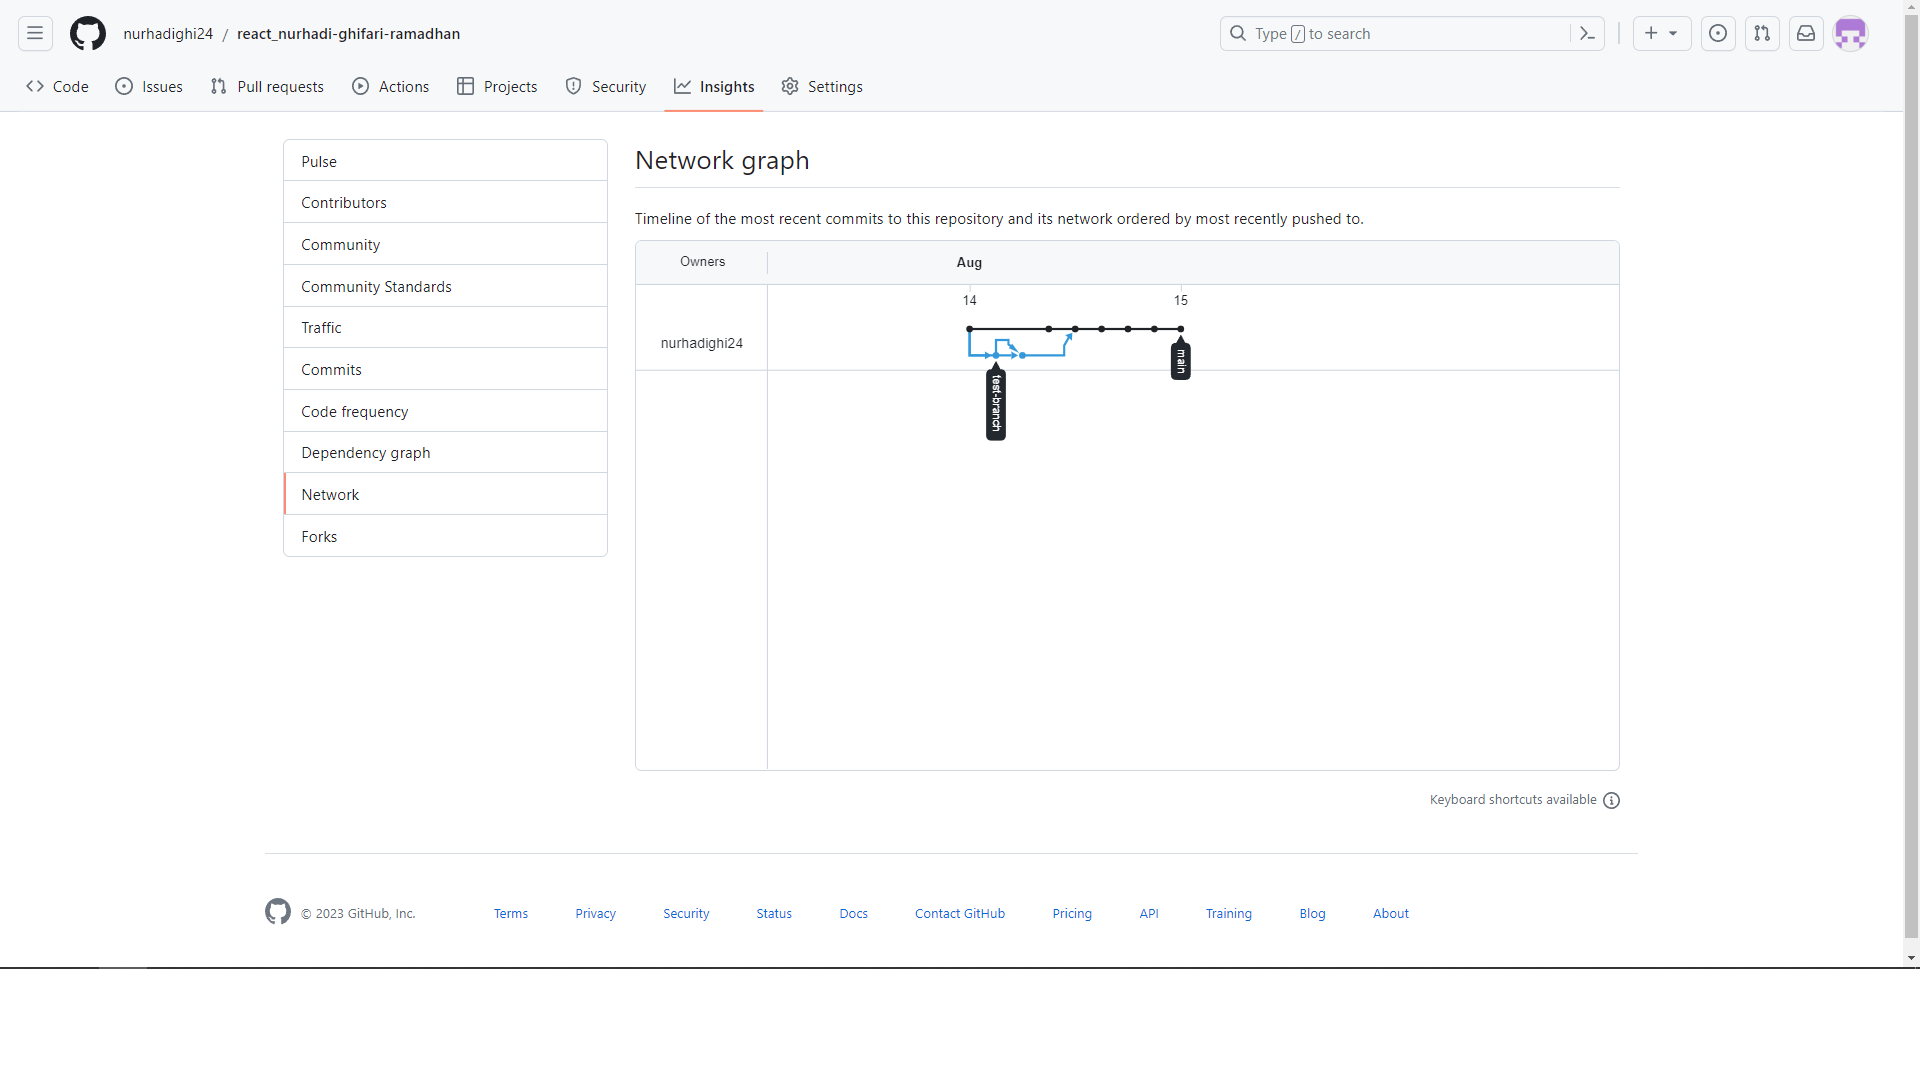 nurhadighi24 / react_nurhadi-ghifari-ramadhan
Type / to search
Code
Issues
Pull requests
Actions
Projects
Security
Insights
Settings
Pulse
Contributors
Community
Community Standards
Traffic
Commits
Code frequency
Dependency graph
Network
Forks
Network graph
Timeline of the most recent commits to this repository and its network ordered by most recently pushed to.
Owners
Aug
14
15
nurhadighi24
main
test-branch
Keyboard shortcuts available
© 2023 GitHub, Inc.
Terms
Privacy
Security
Status
Docs
Contact GitHub
Pricing
API
Training
Blog
About